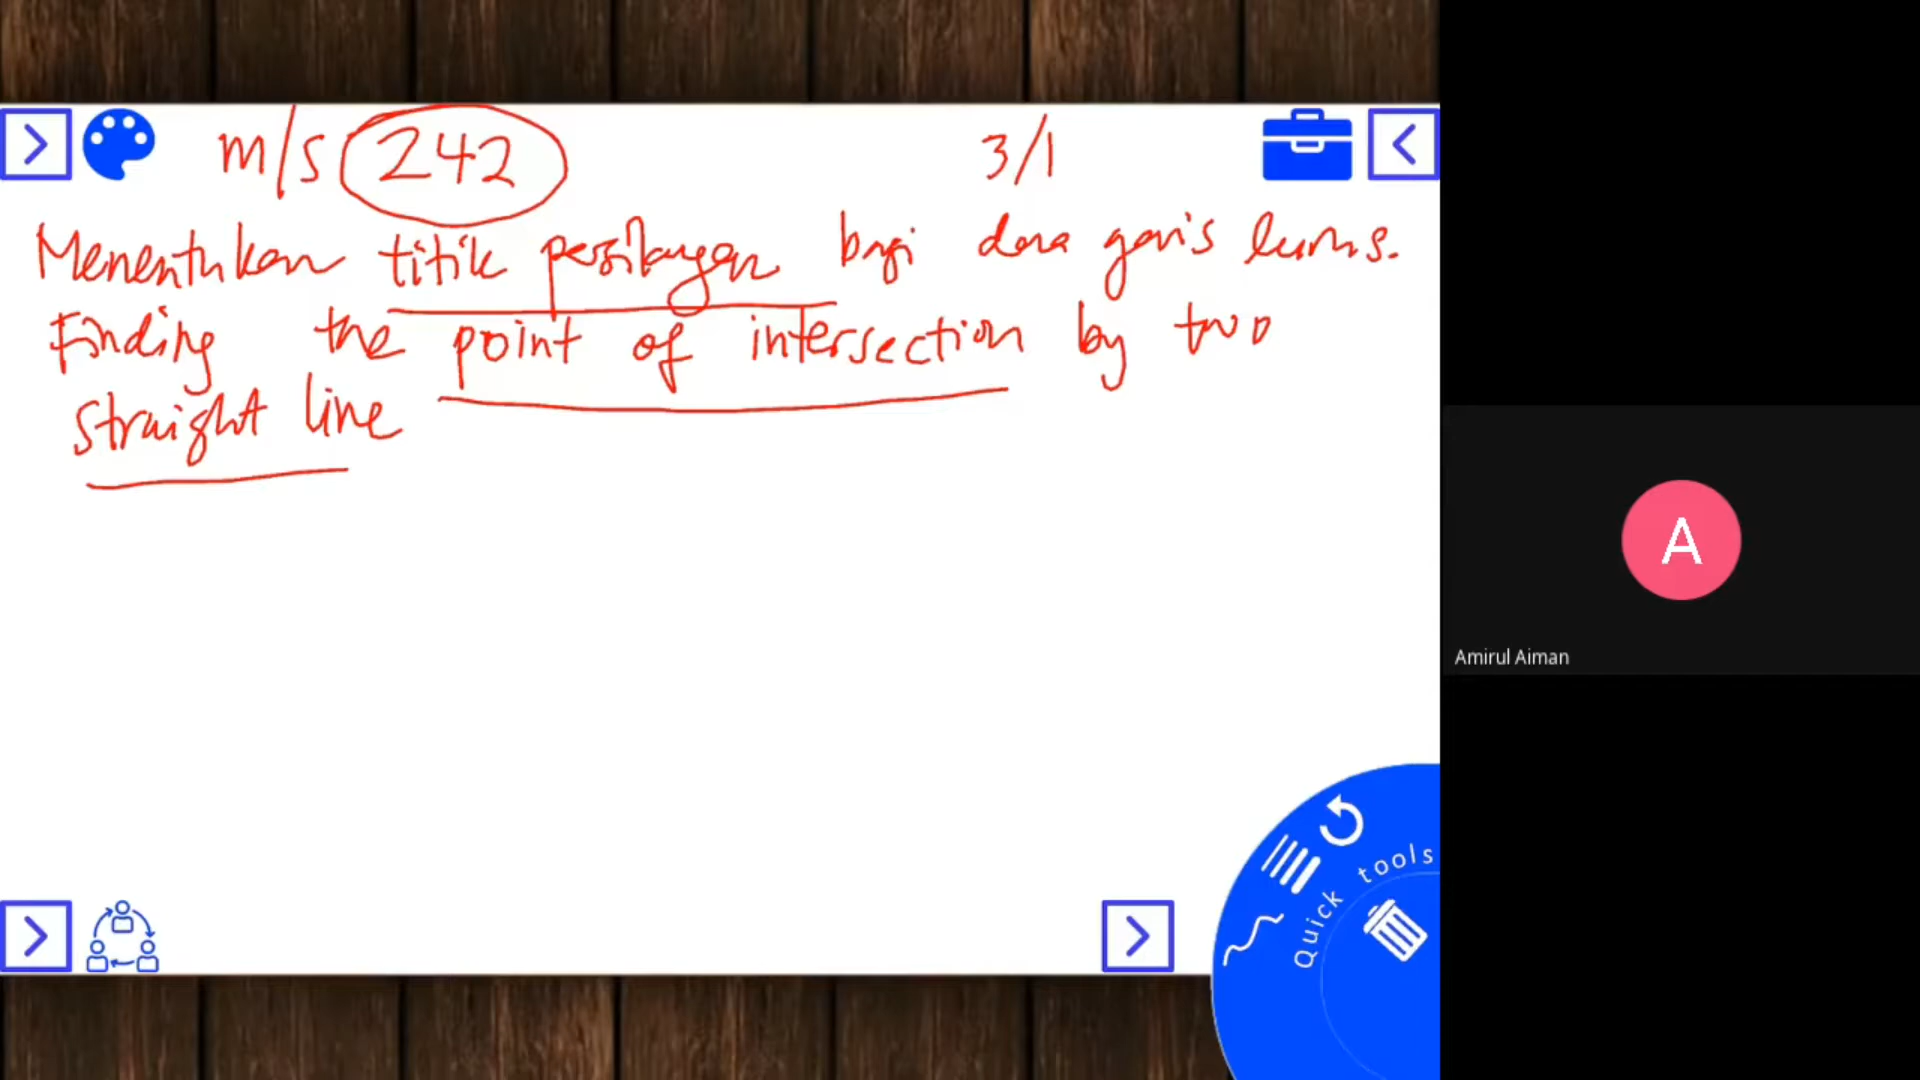 m/s 242 3/1
Menentukan titik persilangan bagi dua garis lurus.
Finding the point of intersection by two
straight line
Quick tools
A
Amirul Aiman